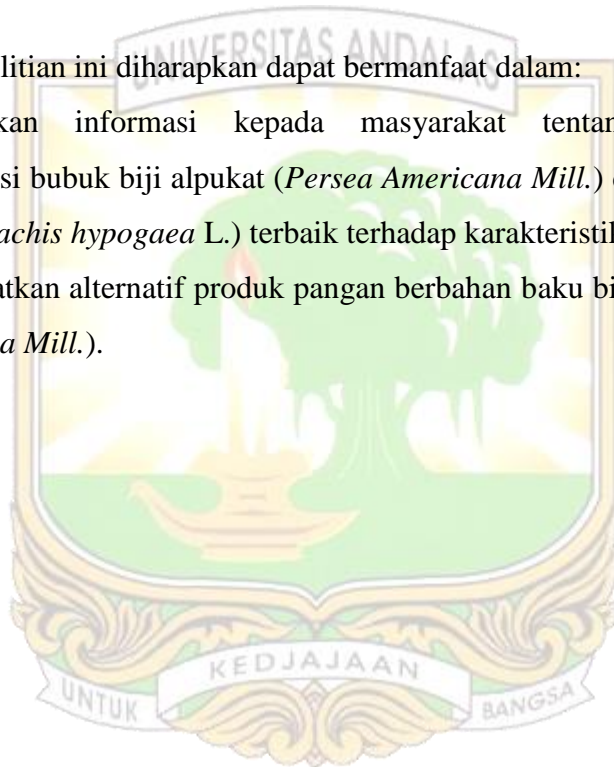 UNIVERSITAS ANDALAS
litian ini diharapkan dapat bermanfaat dalam:
kan informasi kepada masyarakat tentan
si bubuk biji alpukat (Persea Americana Mill.)
achis hypogaea L.) terbaik terhadap karakteristik
atkan alternatif produk pangan berbahan baku bi
a Mill.).
UNTUK KEDJAJAAN BANGSA